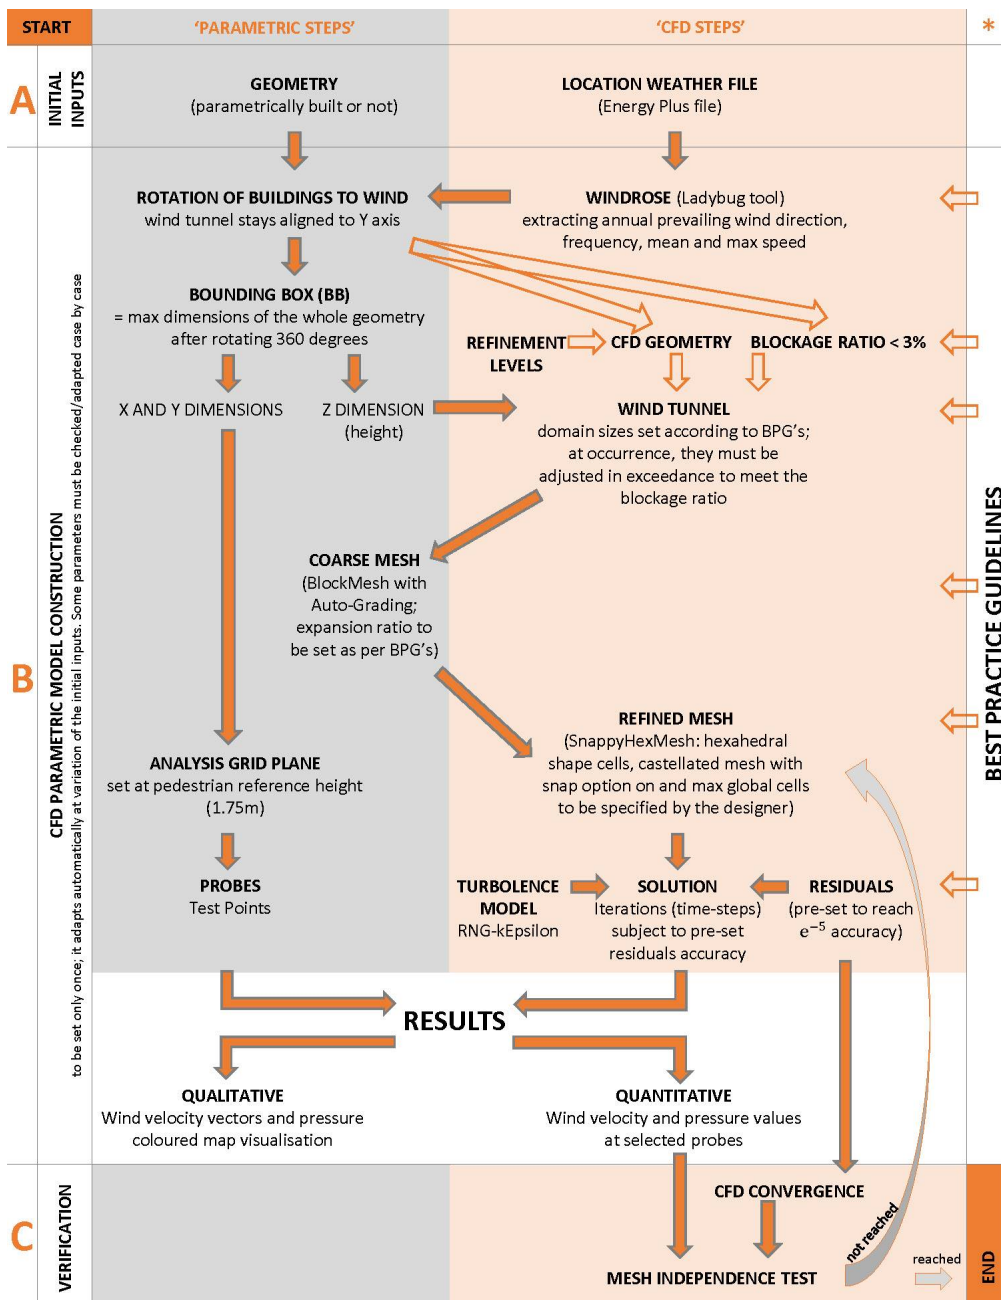 START
'PARAMETRIC STEPS'
'CFD STEPS'
*
A
INITIAL
INPUTS
GEOMETRY
(parametrically built or not)
LOCATION WEATHER FILE
(Energy Plus file)
B
CFD PARAMETRIC MODEL CONSTRUCTION
to be set only once; it adapts automatically at variation of the initial inputs. Some parameters must be checked/adapted case by case
ROTATION OF BUILDINGS TO WIND
wind tunnel stays aligned to Y axis
WINDROSE (Ladybug tool)
extracting annual prevailing wind direction,
frequency, mean and max speed
BOUNDING BOX (BB)
= max dimensions of the whole geometry
after rotating 360 degrees
REFINEMENT
LEVELS
CFD GEOMETRY
BLOCKAGE RATIO < 3%
X AND Y DIMENSIONS
Z DIMENSION
(height)
WIND TUNNEL
domain sizes set according to BPG's;
at occurrence, they must be
adjusted in exceedance to meet the
blockage ratio
COARSE MESH
(BlockMesh with
Auto-Grading;
expansion ratio to
be set as per BPG's)
REFINED MESH
(SnappyHexMesh: hexahedral
shape cells, castellated mesh with
snap option on and max global cells
to be specified by the designer)
ANALYSIS GRID PLANE
set at pedestrian reference height
(1.75m)
PROBES
Test Points
TURBOLENCE
MODEL
RNG-kEpsilon
SOLUTION
Iterations (time-steps)
subject to pre-set
residuals accuracy
RESIDUALS
(pre-set to reach
e⁻⁵ accuracy)
BEST PRACTICE GUIDELINES
RESULTS
QUALITATIVE
Wind velocity vectors and pressure
coloured map visualisation
QUANTITATIVE
Wind velocity and pressure values
at selected probes
C
VERIFICATION
CFD CONVERGENCE
MESH INDEPENDENCE TEST
not reached
reached
END